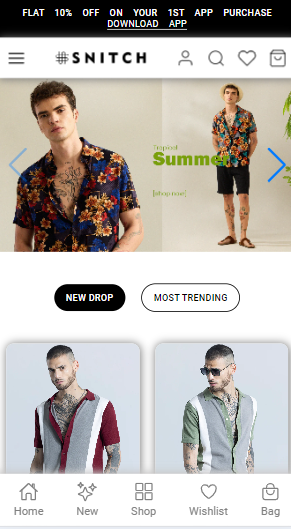 FLAT 10% OFF ON YOUR 1ST APP PURCHASE
DOWNLOAD APP
#SNITCH
Tropical
Summer
[shop now]
NEW DROP
MOST TRENDING
Home
New
Shop
Wishlist
Bag